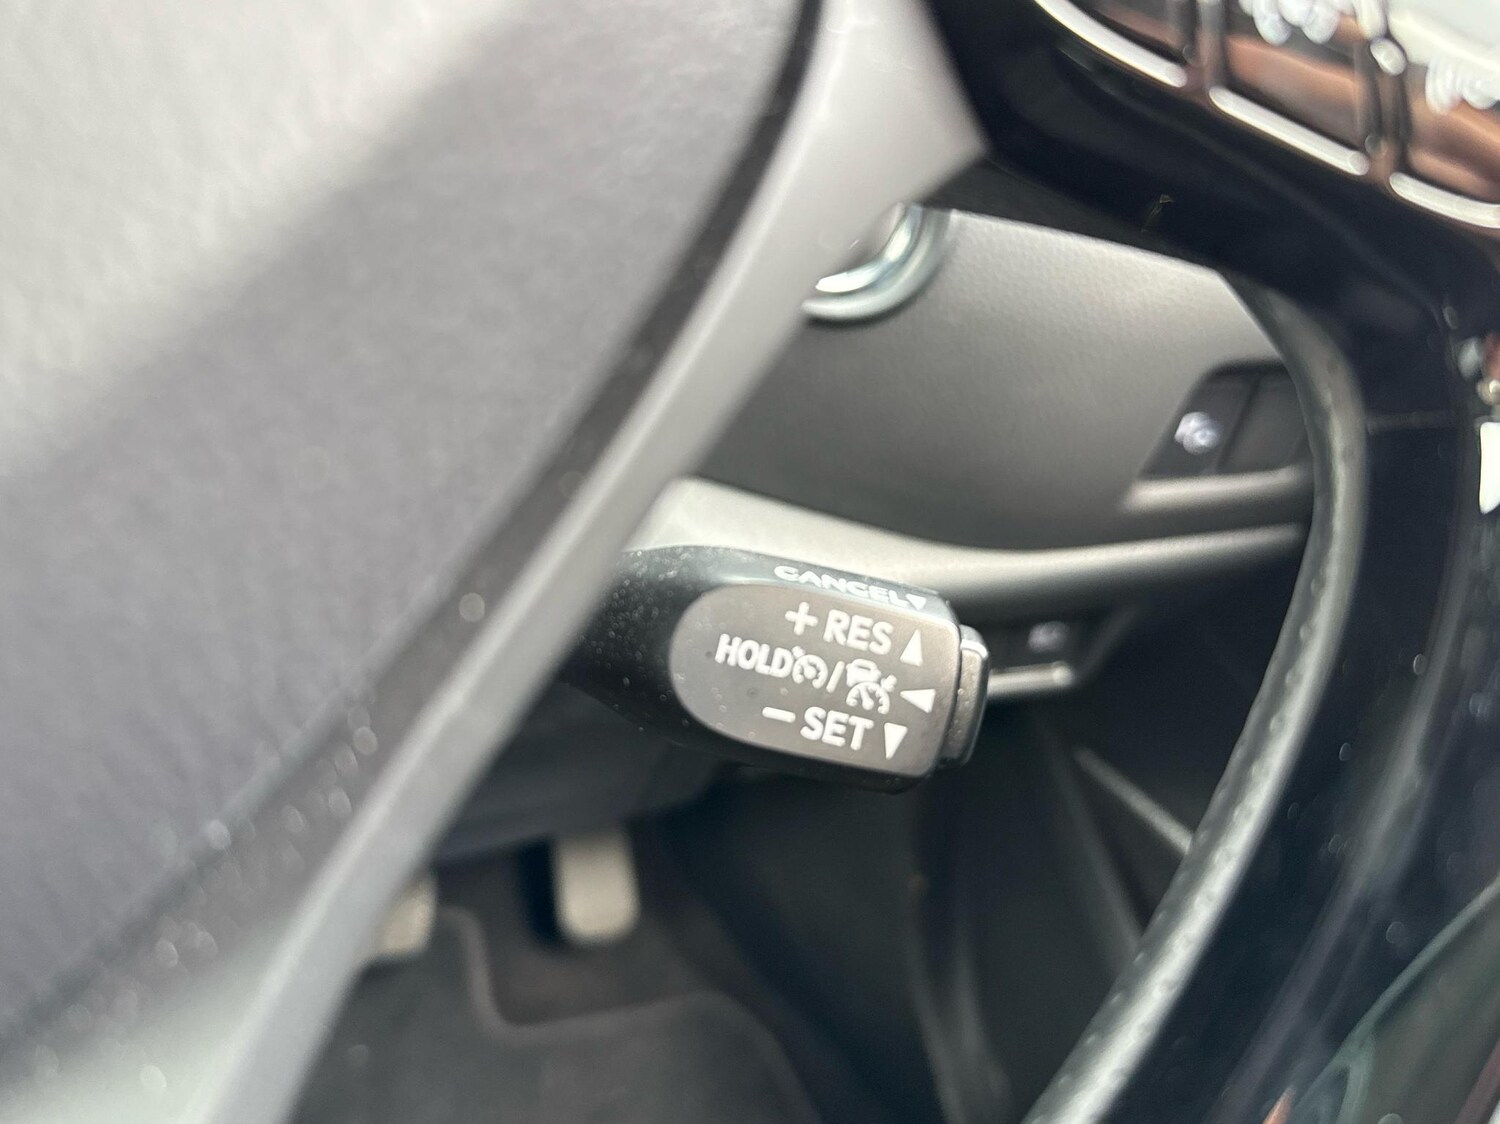 CANCEL▼
+ RES ▲
HOLD / ◀
− SET ▼